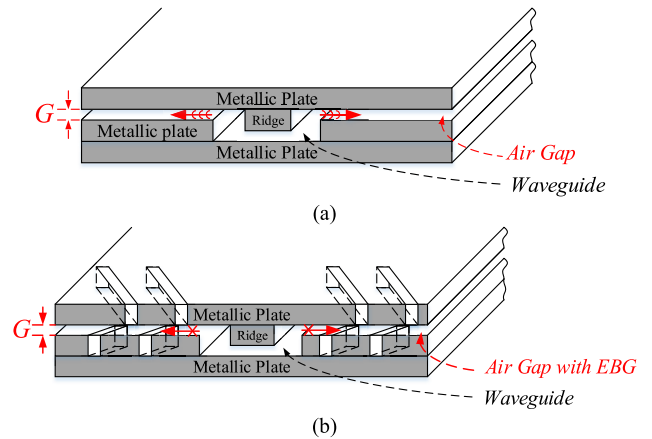 Metallic Plate
G
Ridge
Metallic plate
Metallic Plate
Air Gap
Waveguide
(a)
Metallic Plate
G
Ridge
Metallic Plate
Air Gap with EBG
Waveguide
(b)